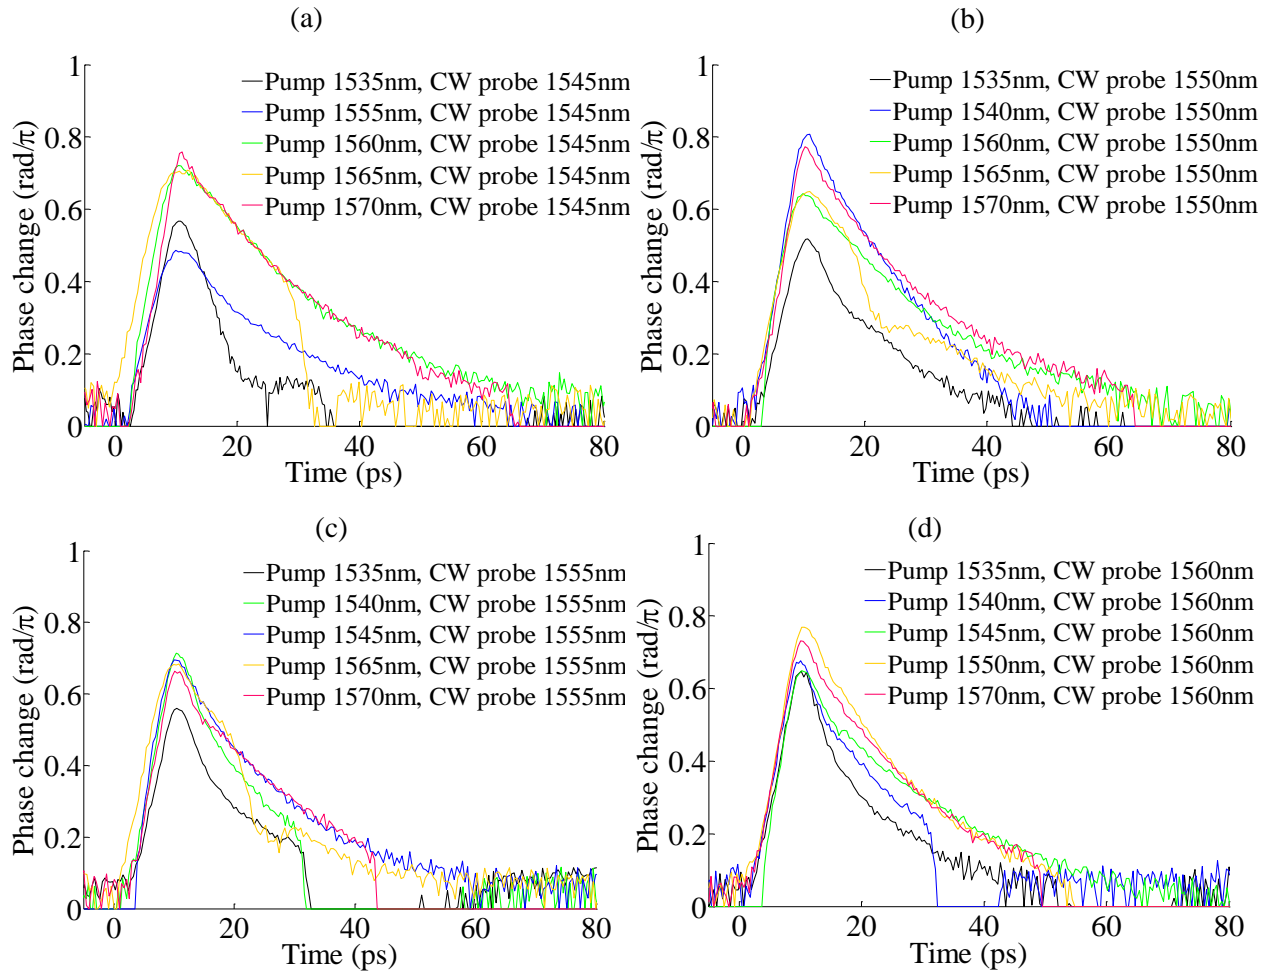 (a)
Phase change (rad/π)
1
0.8
0.6
0.4
0.2
0
Pump 1535nm, CW probe 1545nm
Pump 1555nm, CW probe 1545nm
Pump 1560nm, CW probe 1545nm
Pump 1565nm, CW probe 1545nm
Pump 1570nm, CW probe 1545nm
0 20 40 60 80
Time (ps)
(b)
Phase change (rad/π)
1
0.8
0.6
0.4
0.2
0
Pump 1535nm, CW probe 1550nm
Pump 1540nm, CW probe 1550nm
Pump 1560nm, CW probe 1550nm
Pump 1565nm, CW probe 1550nm
Pump 1570nm, CW probe 1550nm
0 20 40 60 80
Time (ps)
(c)
Phase change (rad/π)
1
0.8
0.6
0.4
0.2
0
Pump 1535nm, CW probe 1555nm
Pump 1540nm, CW probe 1555nm
Pump 1545nm, CW probe 1555nm
Pump 1565nm, CW probe 1555nm
Pump 1570nm, CW probe 1555nm
0 20 40 60 80
Time (ps)
(d)
Phase change (rad/π)
1
0.8
0.6
0.4
0.2
0
Pump 1535nm, CW probe 1560nm
Pump 1540nm, CW probe 1560nm
Pump 1545nm, CW probe 1560nm
Pump 1550nm, CW probe 1560nm
Pump 1570nm, CW probe 1560nm
0 20 40 60 80
Time (ps)